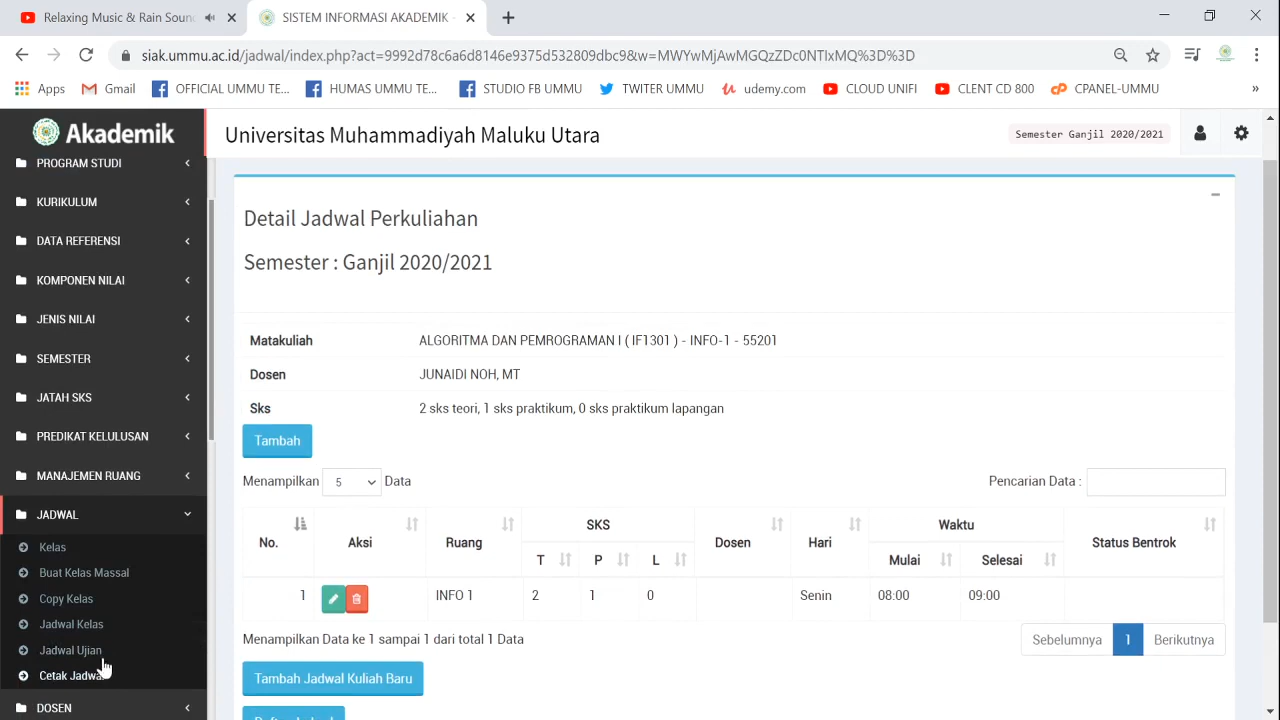 Relaxing Music & Rain Soun
SISTEM INFORMASI AKADEMIK -
siak.ummu.ac.id/jadwal/index.php?act=9992d78c6a6d8146e9375d532809dbc9&w=MWYwMjAwMGQzZDc0NTIxMQ%3D%3D
Apps Gmail OFFICIAL UMMU TE... HUMAS UMMU TE... STUDIO FB UMMU TWITER UMMU udemy.com CLOUD UNIFI CLENT CD 800 CPANEL-UMMU »
Akademik
PROGRAM STUDI
KURIKULUM
DATA REFERENSI
KOMPONEN NILAI
JENIS NILAI
SEMESTER
JATAH SKS
PREDIKAT KELULUSAN
MANAJEMEN RUANG
JADWAL
Kelas
Buat Kelas Massal
Copy Kelas
Jadwal Kelas
Jadwal Ujian
Cetak Jadwal
DOSEN
Universitas Muhammadiyah Maluku Utara
Semester Ganjil 2020/2021
Detail Jadwal Perkuliahan
Semester : Ganjil 2020/2021
Matakuliah ALGORITMA DAN PEMROGRAMAN I ( IF1301 ) - INFO-1 - 55201
Dosen JUNAIDI NOH, MT
Sks 2 sks teori, 1 sks praktikum, 0 sks praktikum lapangan
Tambah
Menampilkan 5 Data Pencarian Data :
No. Aksi Ruang SKS Dosen Hari Waktu Status Bentrok
T P L Mulai Selesai
1 INFO 1 2 1 0 Senin 08:00 09:00
Menampilkan Data ke 1 sampai 1 dari total 1 Data Sebelumnya 1 Berikutnya
Tambah Jadwal Kuliah Baru